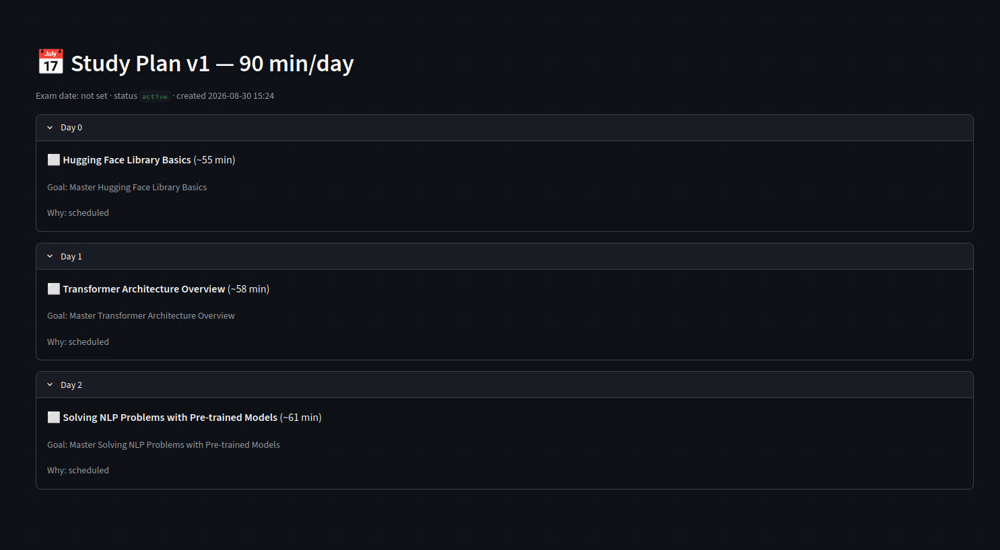 July
17
Study Plan v1 — 90 min/day
Exam date: not set · status active · created 2026-08-30 15:24
Day 0
Hugging Face Library Basics (~55 min)
Goal: Master Hugging Face Library Basics
Why: scheduled
Day 1
Transformer Architecture Overview (~58 min)
Goal: Master Transformer Architecture Overview
Why: scheduled
Day 2
Solving NLP Problems with Pre-trained Models (~61 min)
Goal: Master Solving NLP Problems with Pre-trained Models
Why: scheduled